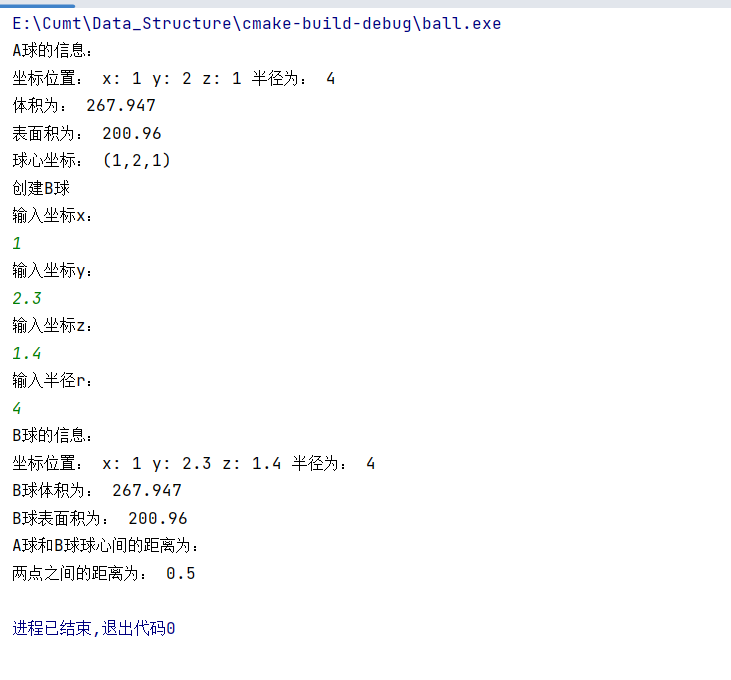 E:\Cumt\Data_Structure\cmake-build-debug\ball.exe
A球的信息：
坐标位置： x: 1 y: 2 z: 1 半径为： 4
体积为： 267.947
表面积为： 200.96
球心坐标： (1,2,1)
创建B球
输入坐标x：
1
输入坐标y：
2.3
输入坐标z：
1.4
输入半径r：
4
B球的信息：
坐标位置： x: 1 y: 2.3 z: 1.4 半径为： 4
B球体积为： 267.947
B球表面积为： 200.96
A球和B球球心间的距离为：
两点之间的距离为： 0.5
进程已结束,退出代码0